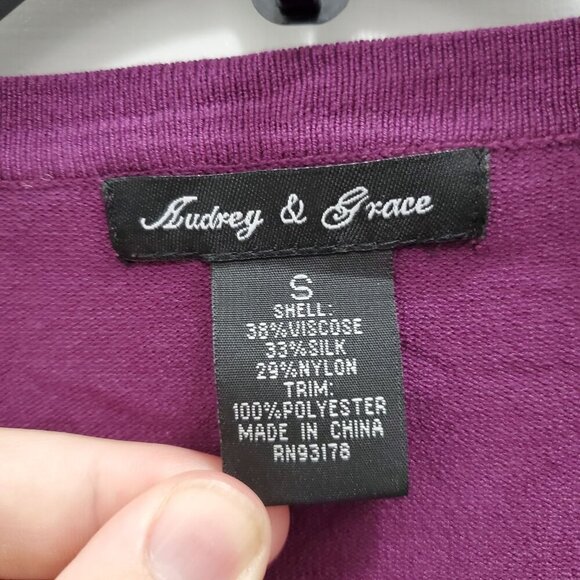 Audrey & Grace
S
SHELL:
38%VISCOSE
33%SILK
29%NYLON
TRIM:
100%POLYESTER
MADE IN CHINA
RN93178